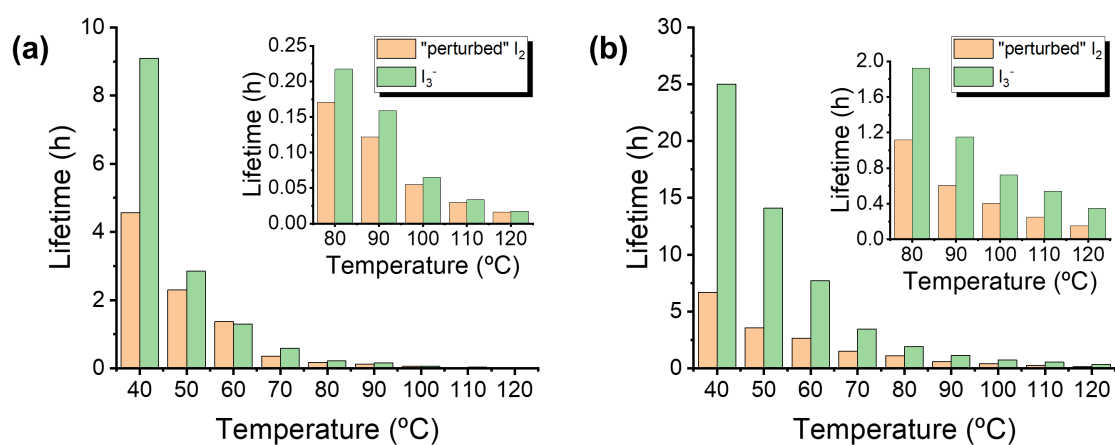 (a)
Lifetime (h)
10
8
6
4
2
0
40 50 60 70 80 90 100 110 120
Temperature (ºC)
Lifetime (h)
0.25
0.20
0.15
0.10
0.05
0.00
80 90 100 110 120
Temperature (ºC)
"perturbed" I₂
I₃⁻
(b)
Lifetime (h)
30
25
20
15
10
5
0
40 50 60 70 80 90 100 110 120
Temperature (ºC)
Lifetime (h)
2.0
1.6
1.2
0.8
0.4
0.0
80 90 100 110 120
Temperature (ºC)
"perturbed" I₂
I₃⁻